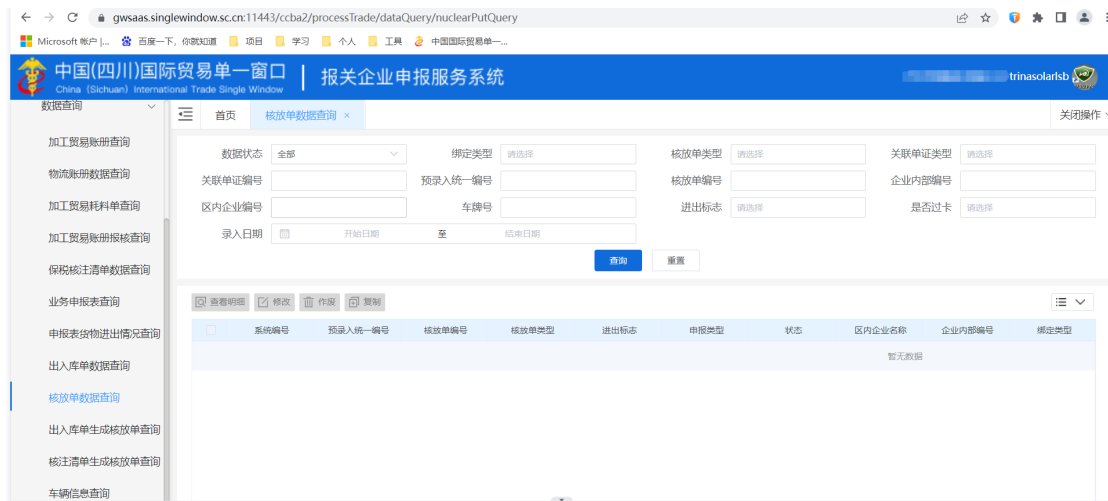 gwsaas.singlewindow.sc.cn:11443/ccba2/processTrade/dataQuery/nuclearPutQuery
Microsoft 帐户 |... 百度一下，你就知道 项目 学习 个人 工具 中国国际贸易单一...
中国(四川)国际贸易单一窗口 报关企业申报服务系统
China (Sichuan) International Trade Single Window
trinasolarlsb
数据查询
首页 核放单数据查询 × 关闭操作
加工贸易账册查询
物流账册数据查询
加工贸易耗料单查询
加工贸易账册报核查询
保税核注清单数据查询
业务申报表查询
申报表货物进出情况查询
出入库单数据查询
核放单数据查询
出入库单生成核放单查询
核注清单生成核放单查询
车辆信息查询
数据状态 全部 绑定类型 请选择 核放单类型 请选择 关联单证类型 请选择
关联单证编号 预录入统一编号 核放单编号 企业内部编号
区内企业编号 车牌号 进出标志 请选择 是否过卡 请选择
录入日期 开始日期 至 结束日期
查询 重置
查看明细 修改 作废 复制
系统编号 预录入统一编号 核放单编号 核放单类型 进出标志 申报类型 状态 区内企业名称 企业内部编号 绑定类型
暂无数据